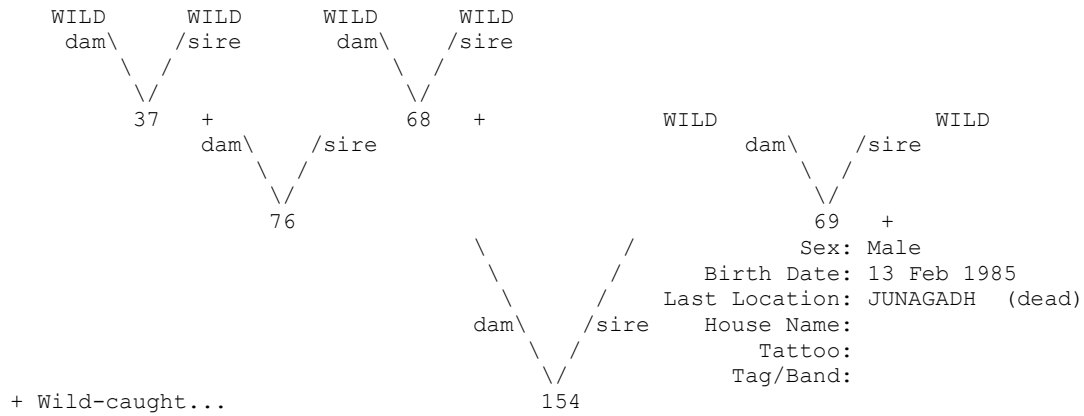 WILD WILD WILD WILD
dam\ /sire dam\ /sire
\ / \ /
\/ \/
37 + 68 + WILD WILD
dam\ /sire dam\ /sire
\ / \ /
\/ \/
76 69 +
\ / Sex: Male
\ / Birth Date: 13 Feb 1985
\ / Last Location: JUNAGADH (dead)
dam\ /sire House Name:
\ / Tattoo:
\/ Tag/Band:
+ Wild-caught... 154